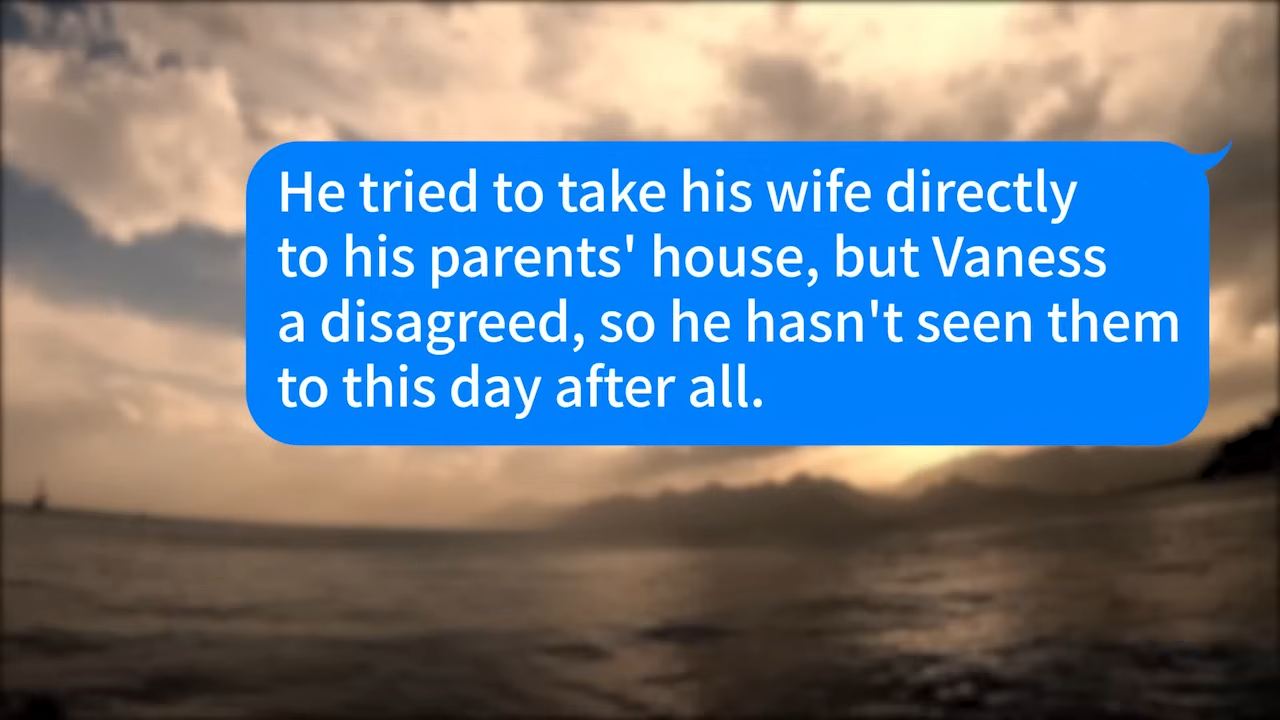 He tried to take his wife directly
to his parents' house, but Vaness
a disagreed, so he hasn't seen them
to this day after all.